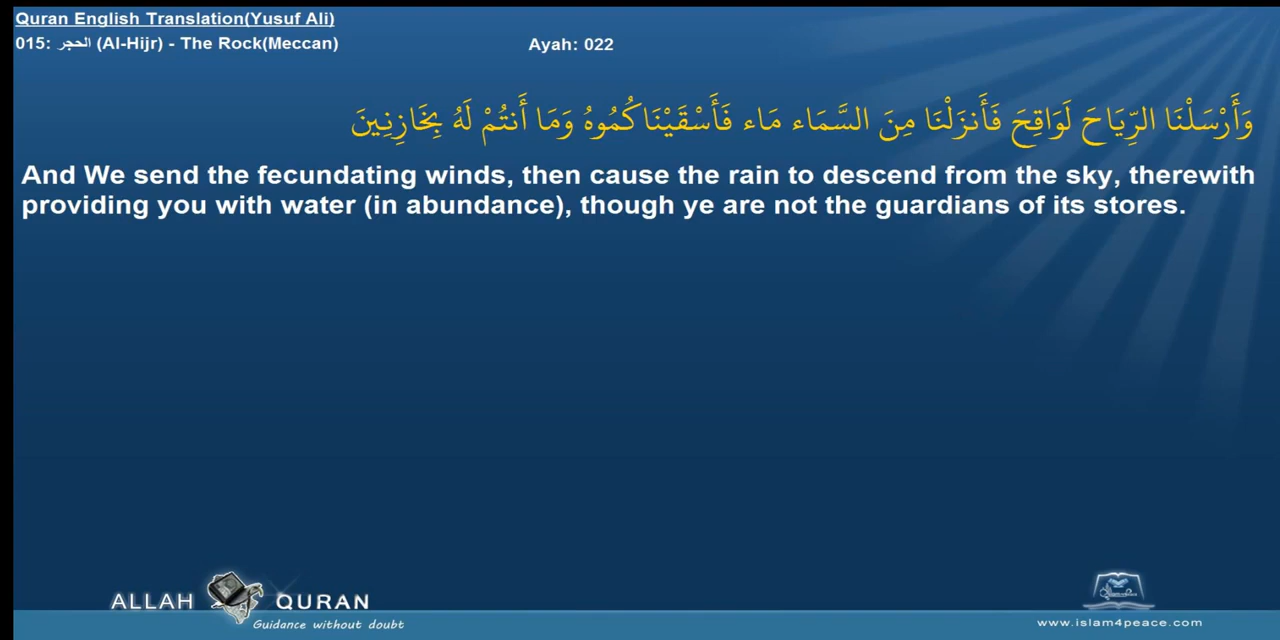 Quran English Translation(Yusuf Ali)
015: الحجر (Al-Hijr) - The Rock(Meccan)
Ayah: 022
وَأَرْسَلْنَا الرِّيَاحَ لَوَاقِحَ فَأَنزَلْنَا مِنَ السَّمَاء مَاء فَأَسْقَيْنَاكُمُوهُ وَمَا أَنتُمْ لَهُ بِخَازِنِينَ
And We send the fecundating winds, then cause the rain to descend from the sky, therewith
providing you with water (in abundance), though ye are not the guardians of its stores.
ALLAH QURAN
Guidance without doubt
www.islam4peace.com